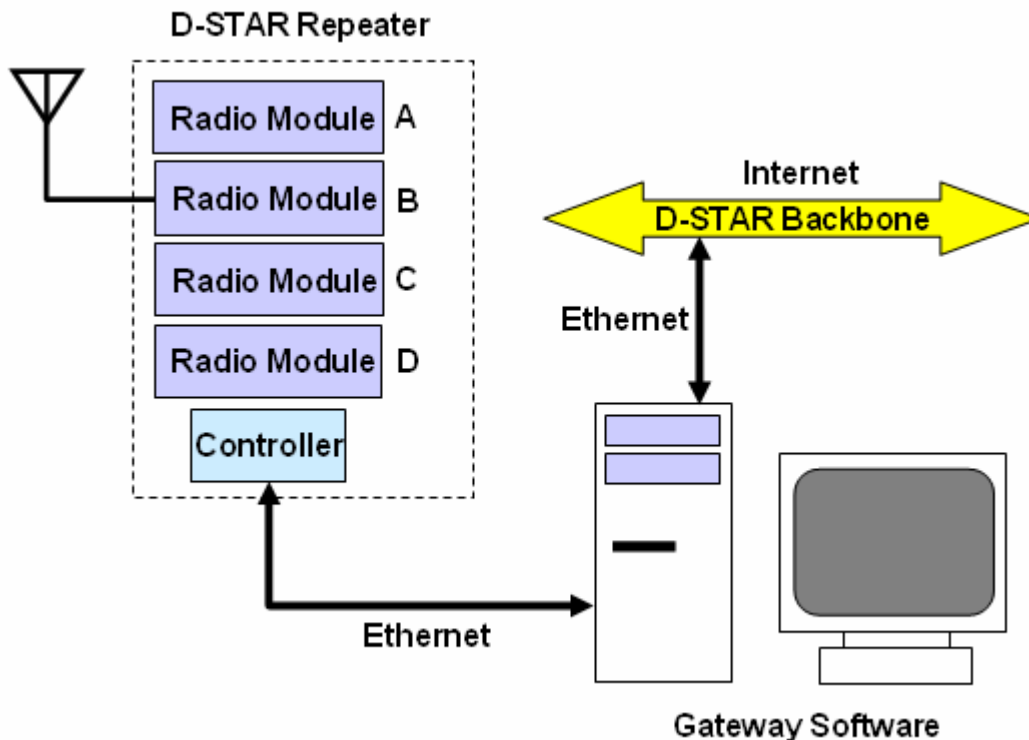 D-STAR Repeater
Radio Module A
Radio Module B
Radio Module C
Radio Module D
Controller
Internet
D-STAR Backbone
Ethernet
Ethernet
Gateway Software